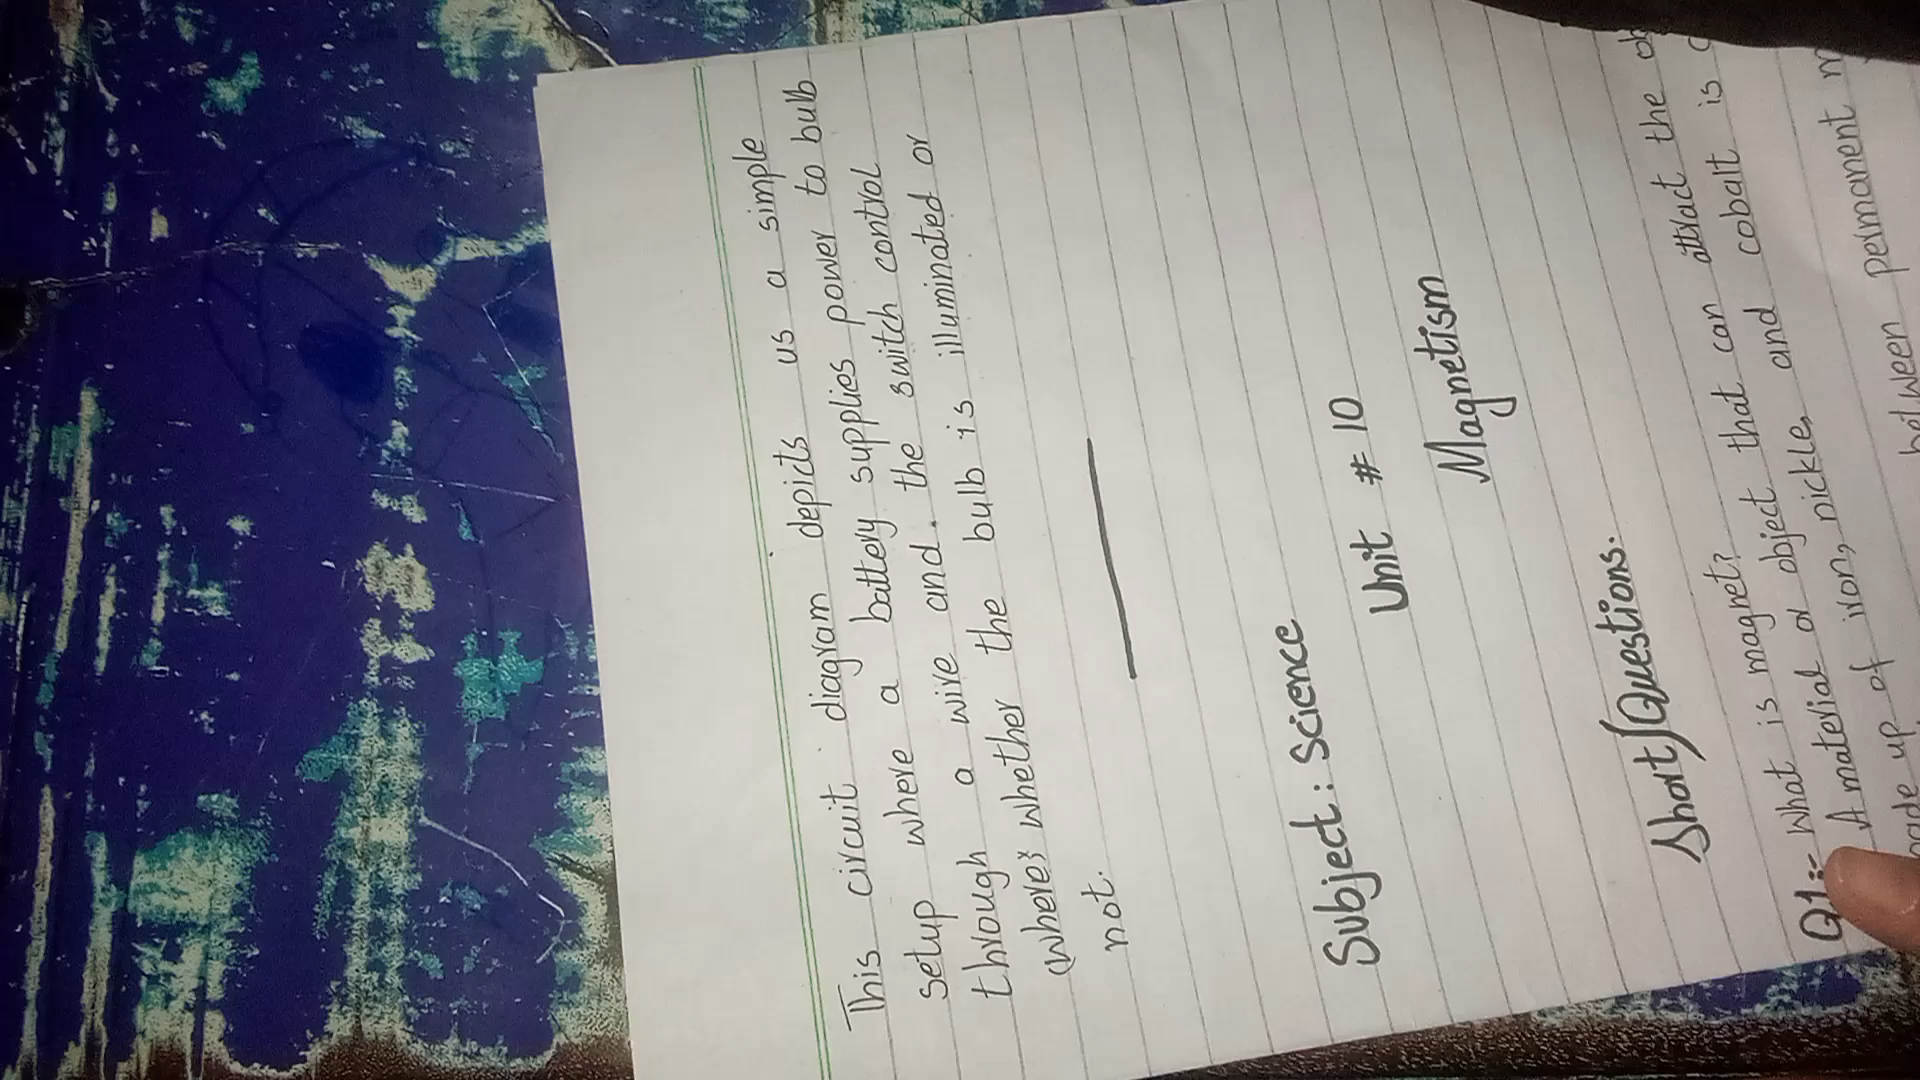 This circuit diagram depicts us a simple
setup where a battery supplies power to bulb
through a wire and the switch control
(where; whether the bulb is illuminated or
not.
Subject: Science
Unit # 10
Magnetism
Short Questions.
Q1:- What is magnet?
A material or object that can attract the
made up of iron, nickle, and cobalt is
between permanent